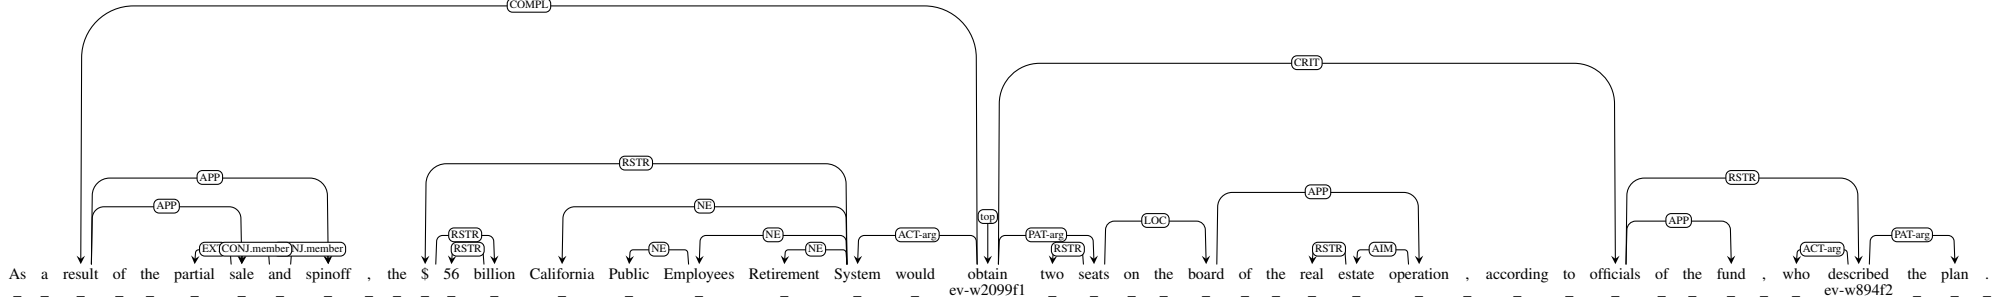 COMPL
CRIT
RSTR
APP RSTR
APP
APP NE top LOC APP
RSTR NE ACT-arg PAT-arg PAT-arg
CONJ.member NJ.member RSTR NE NE RSTR RSTR AIM ACT-arg
EX
As a result of the partial sale and spinoff , the $ 56 billion California Public Employees Retirement System would obtain two seats on the board of the real estate operation , according to officials of the fund , who described the plan .
_ _ _ _ _ _ _ _ _ _ _ _ _ _ _ _ _ _ _ _ ev-w2099f1 _ _ _ _ _ _ _ _ _ _ _ _ _ _ _ _ _ _ _ ev-w894f2 _ _ _